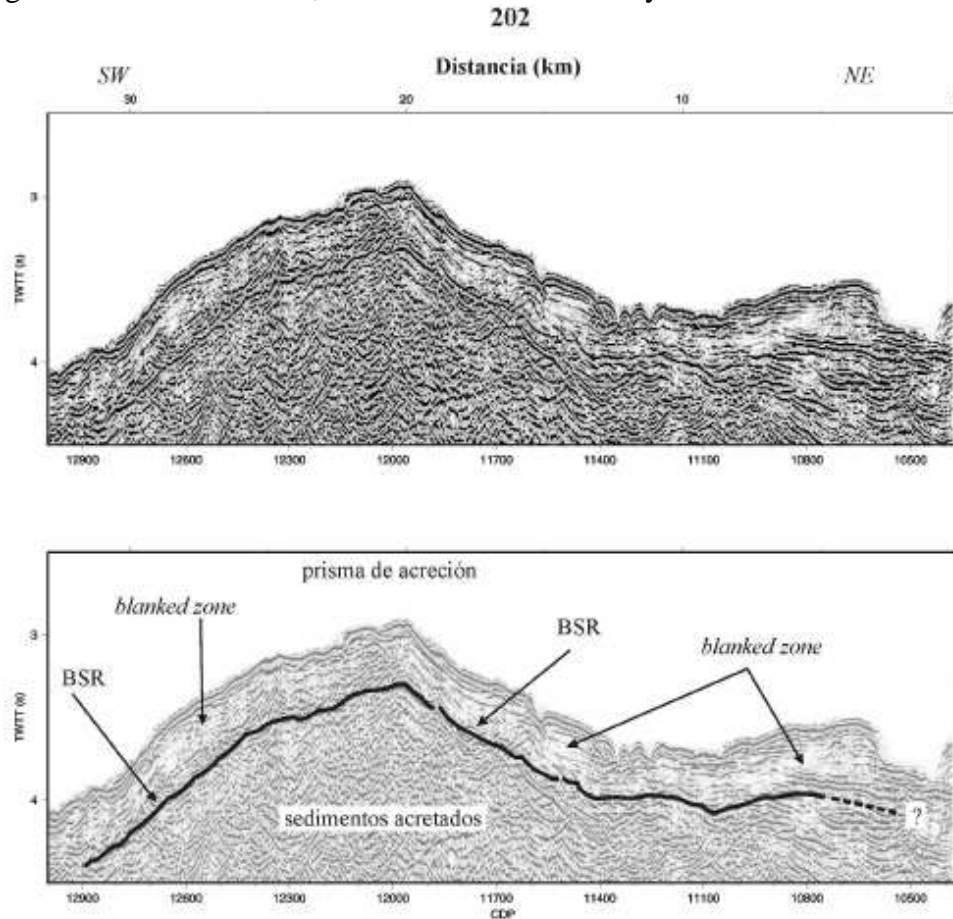 202
Distancia (km)
SW NE
30 20 10
3
TWTT (s)
4
12900 12600 12300 12000 11700 11400 11100 10800 10500
prisma de acreción
blanked zone
BSR
BSR
blanked zone
3
TWTT (s)
4
sedimentos acretados
?
12900 12600 12300 12000 11700 11400 11100 10800 10500
CDP